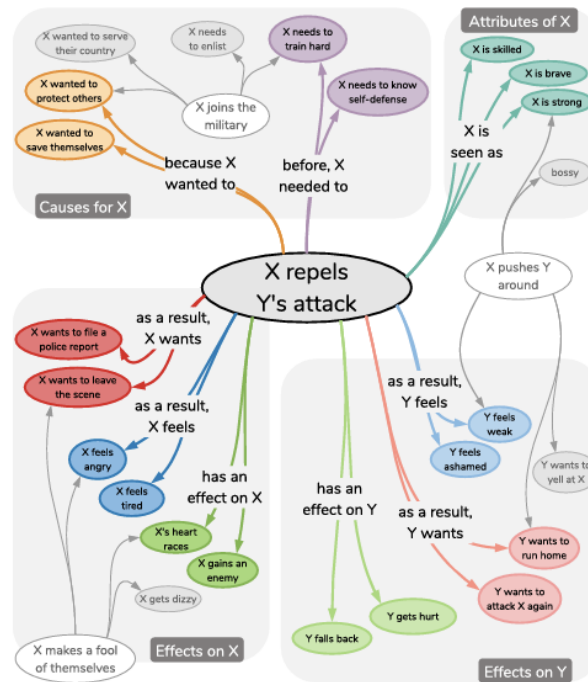 X wanted to serve
their country
X needs
to enlist
X needs to
train hard
Attributes of X
X is skilled
X is brave
X is strong
X wanted to
protect others
X joins the
military
X needs to know
self-defense
X wanted to
save themselves
because X
wanted to
before, X
needed to
X is
seen as
bossy
Causes for X
X repels
Y's attack
X pushes Y
around
as a result,
X wants
X wants to file a
police report
X wants to leave
the scene
as a result,
X feels
X feels
angry
X feels
tired
has an
effect on X
X's heart
races
X gains an
enemy
X gets dizzy
X makes a fool
of themselves
Effects on X
as a result,
Y feels
Y feels
weak
Y feels
ashamed
Y wants to
yell at X
has an
effect on Y
as a result,
Y wants
Y wants to
run home
Y wants to
attack X again
Y gets hurt
Y falls back
Effects on Y